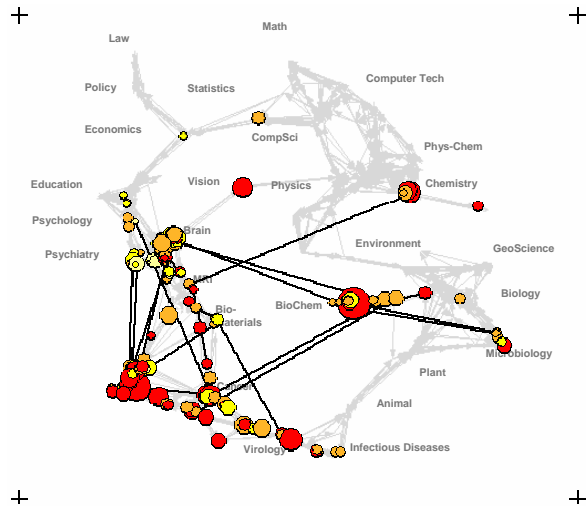 Math
Law
Computer Tech
Policy
Statistics
Economics
CompSci
Phys-Chem
Vision
Physics
Chemistry
Education
Psychology
Brain
Environment
GeoScience
Psychiatry
MRI
Biology
BioChem
Bio-
Materials
Microbiology
Plant
Cancer
Animal
Virology
Infectious Diseases